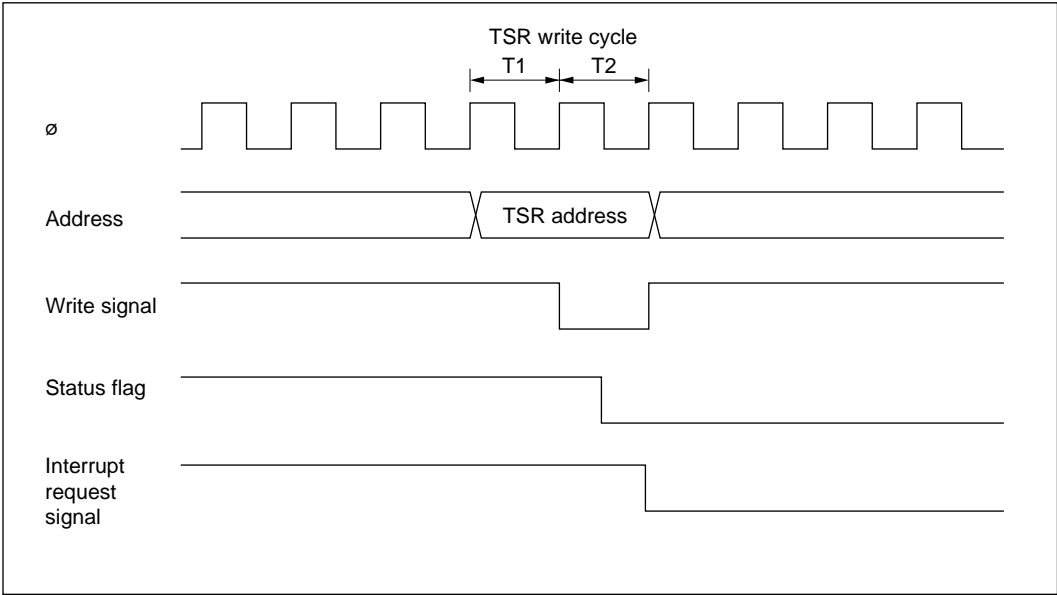 TSR write cycle
T1 T2
ø
Address TSR address
Write signal
Status flag
Interrupt
request
signal